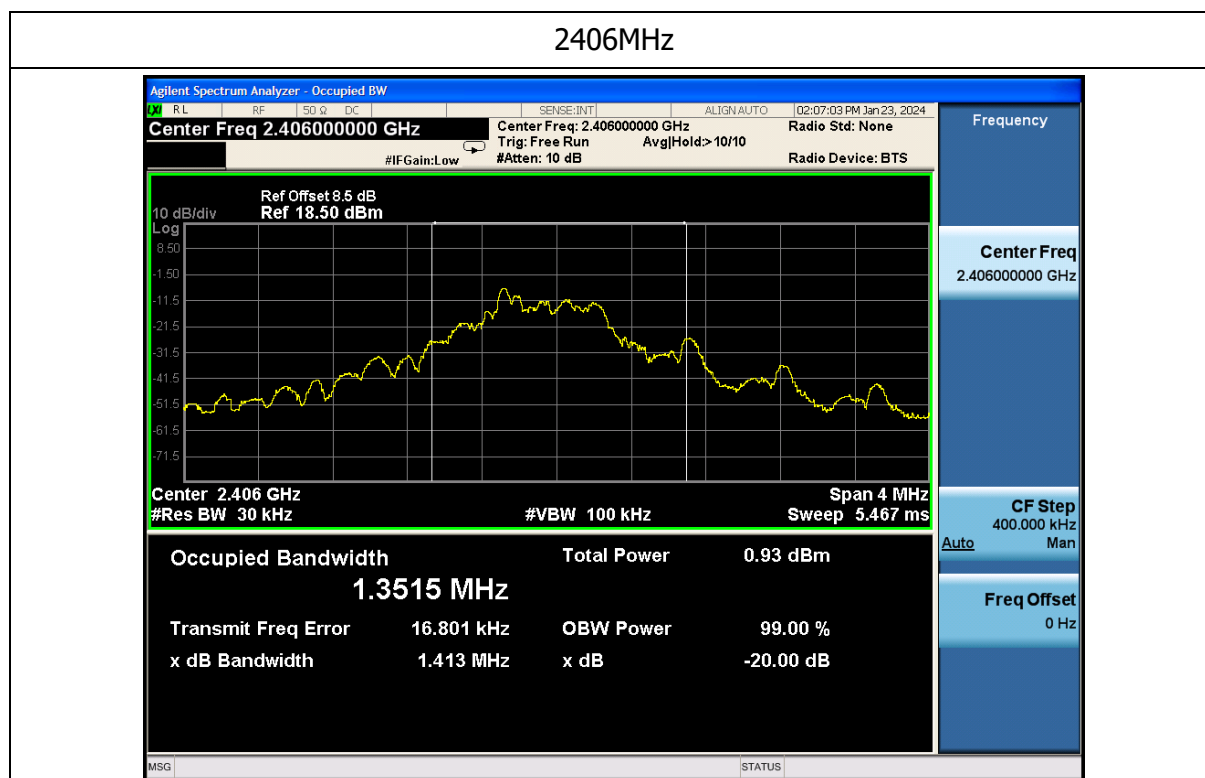 2406MHz
Agilent Spectrum Analyzer - Occupied BW
LXI RL RF 50 Ω DC SENSE:INT ALIGN AUTO 02:07:03 PM Jan 23, 2024
Center Freq 2.406000000 GHz
Center Freq: 2.406000000 GHz
Radio Std: None
Trig: Free Run Avg|Hold:>10/10
#IFGain:Low
#Atten: 10 dB
Radio Device: BTS
Frequency
Ref Offset 8.5 dB
10 dB/div Ref 18.50 dBm
Log
8.50
-1.50
-11.5
-21.5
-31.5
-41.5
-51.5
-61.5
-71.5
Center 2.406 GHz Span 4 MHz
#Res BW 30 kHz #VBW 100 kHz Sweep 5.467 ms
Occupied Bandwidth Total Power 0.93 dBm
1.3515 MHz
Transmit Freq Error 16.801 kHz OBW Power 99.00 %
x dB Bandwidth 1.413 MHz x dB -20.00 dB
Center Freq
2.406000000 GHz
CF Step
400.000 kHz
Auto Man
Freq Offset
0 Hz
MSG STATUS